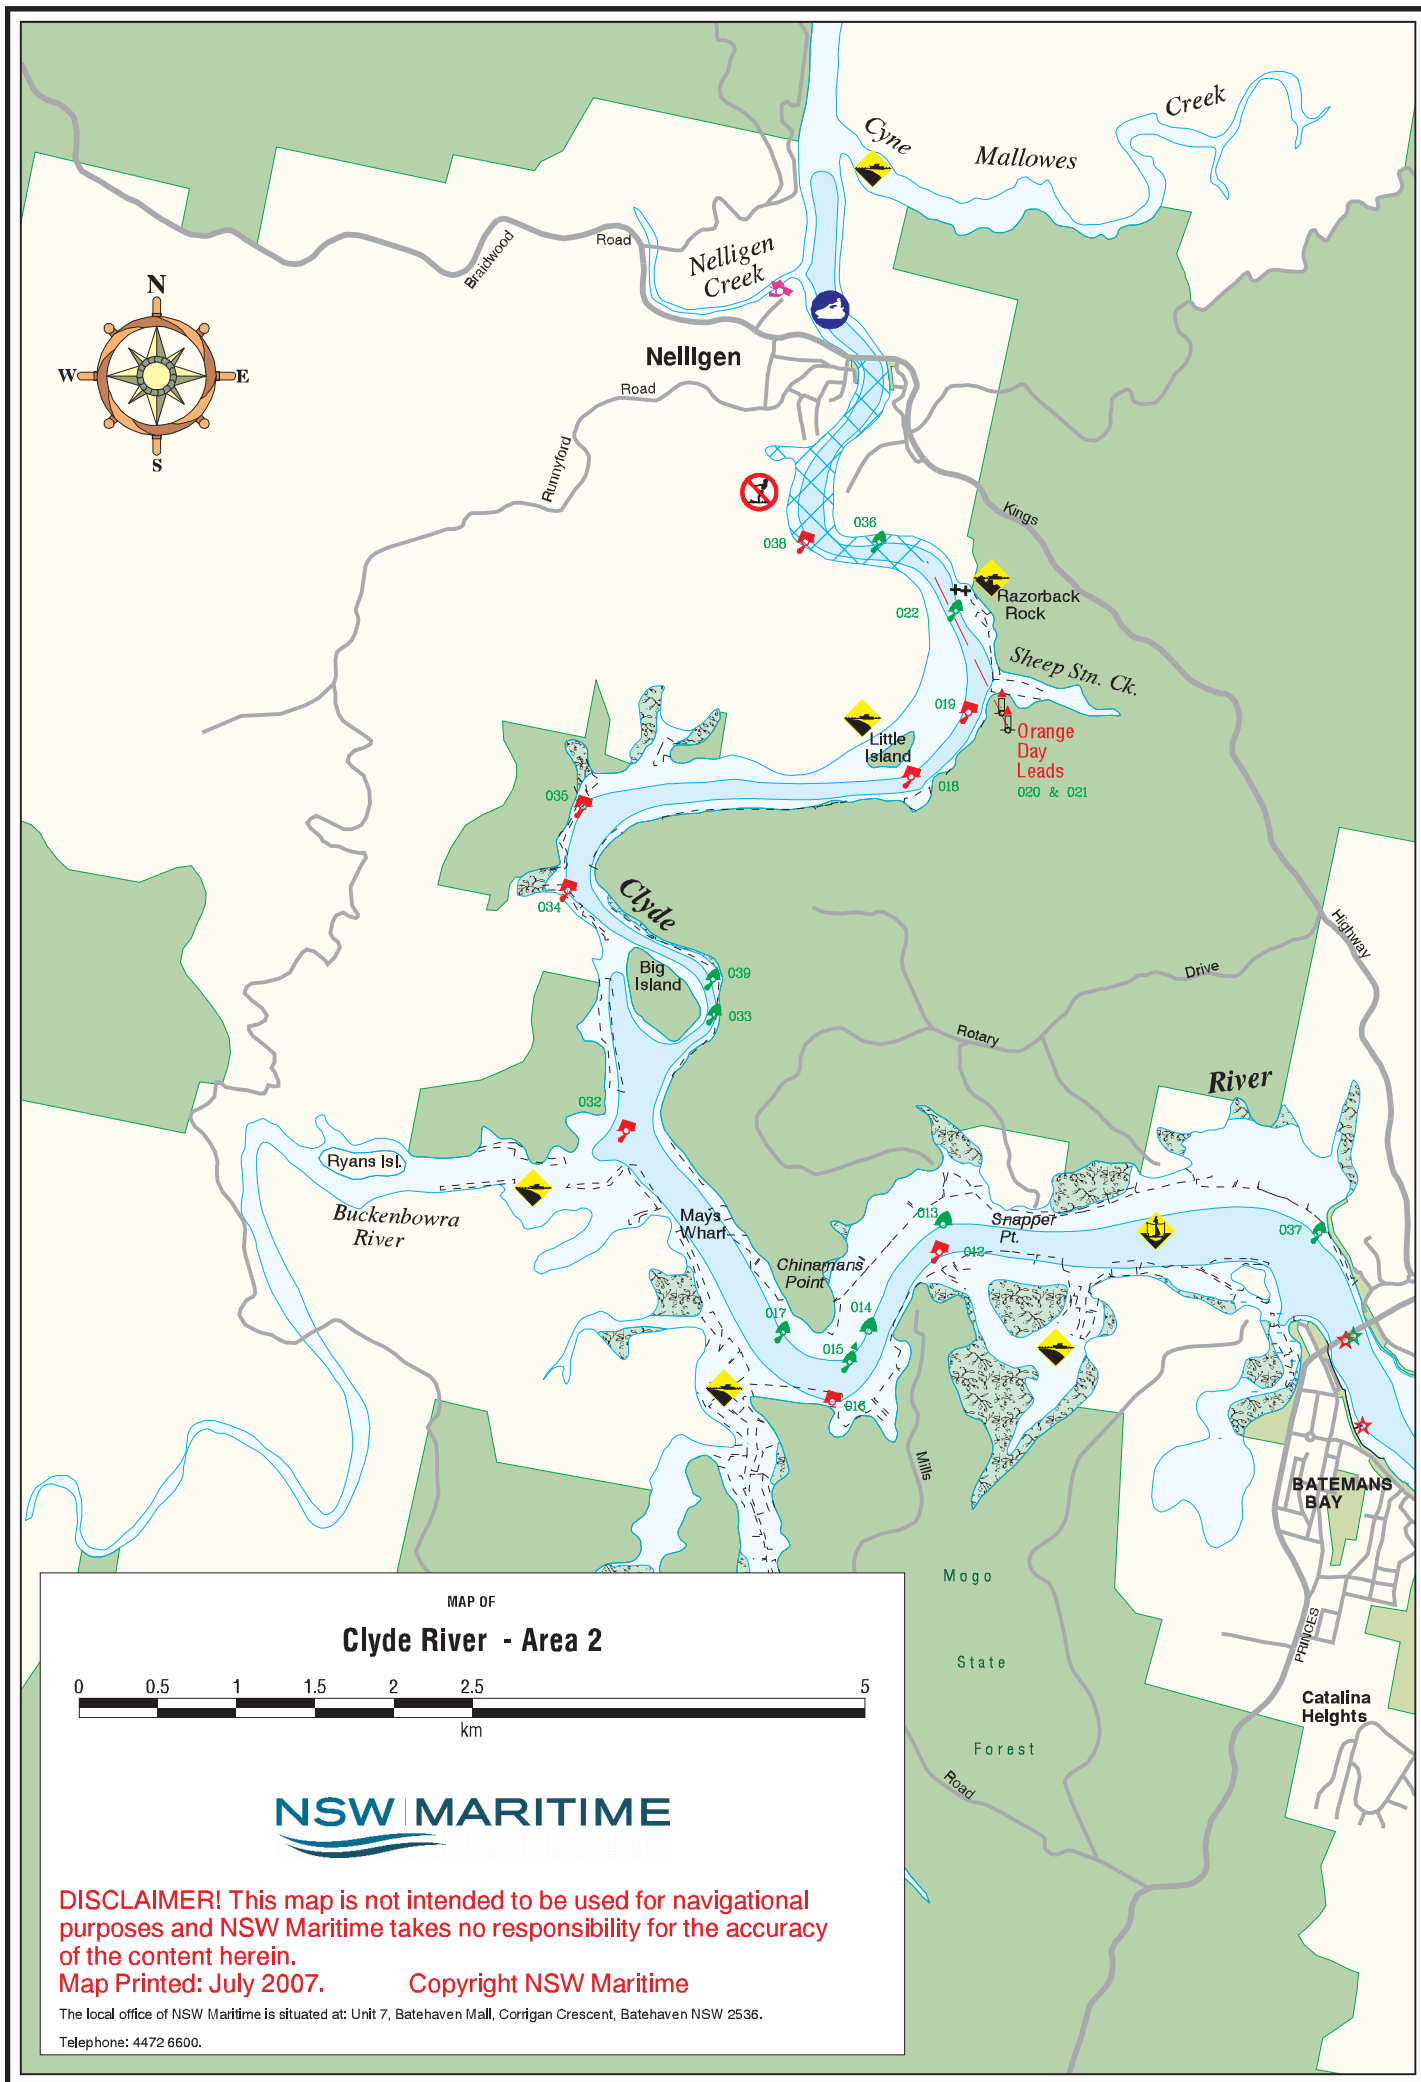 Creek
Cyne
Mallowes
Road
Braidwood
Nelligen
Creek
N
W
E
S
Nelligen
Road
Runnyford
Kings
036
038
Razorback
Rock
022
Sheep Stn. Ck.
019
Little
Island
Orange
Day
Leads
020 & 021
018
035
034
Clyde
Highway
Big
Island
039
033
Drive
Rotary
River
032
Ryans Isl.
Buckenbowra
River
Mays
Wharf
013
Snapper
Pt.
012
037
Chinamans
Point
017
014
015
016
Mills
BATEMANS
BAY
Mogo
State
Forest
PRINCES
Catalina
Heights
Road
MAP OF
Clyde River - Area 2
0 0.5 1 1.5 2 2.5 5
km
NSW MARITIME
DISCLAIMER! This map is not intended to be used for navigational
purposes and NSW Maritime takes no responsibility for the accuracy
of the content herein.
Map Printed: July 2007. Copyright NSW Maritime
The local office of NSW Maritime is situated at: Unit 7, Batehaven Mall, Corrigan Crescent, Batehaven NSW 2536.
Telephone: 4472 6600.